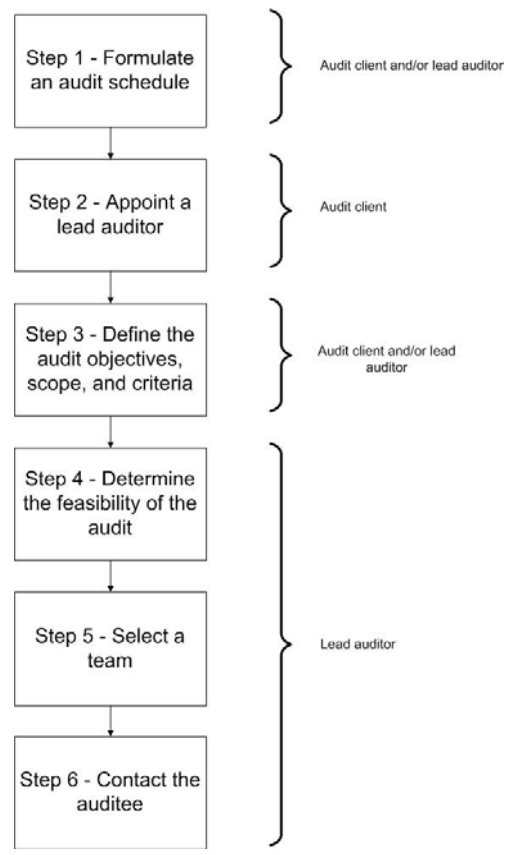 Step 1 - Formulate
an audit schedule
Audit client and/or lead auditor
Step 2 - Appoint a
lead auditor
Audit client
Step 3 - Define the
audit objectives,
scope, and criteria
Audit client and/or lead
auditor
Step 4 - Determine
the feasibility of the
audit
Step 5 - Select a
team
Lead auditor
Step 6 - Contact the
auditee